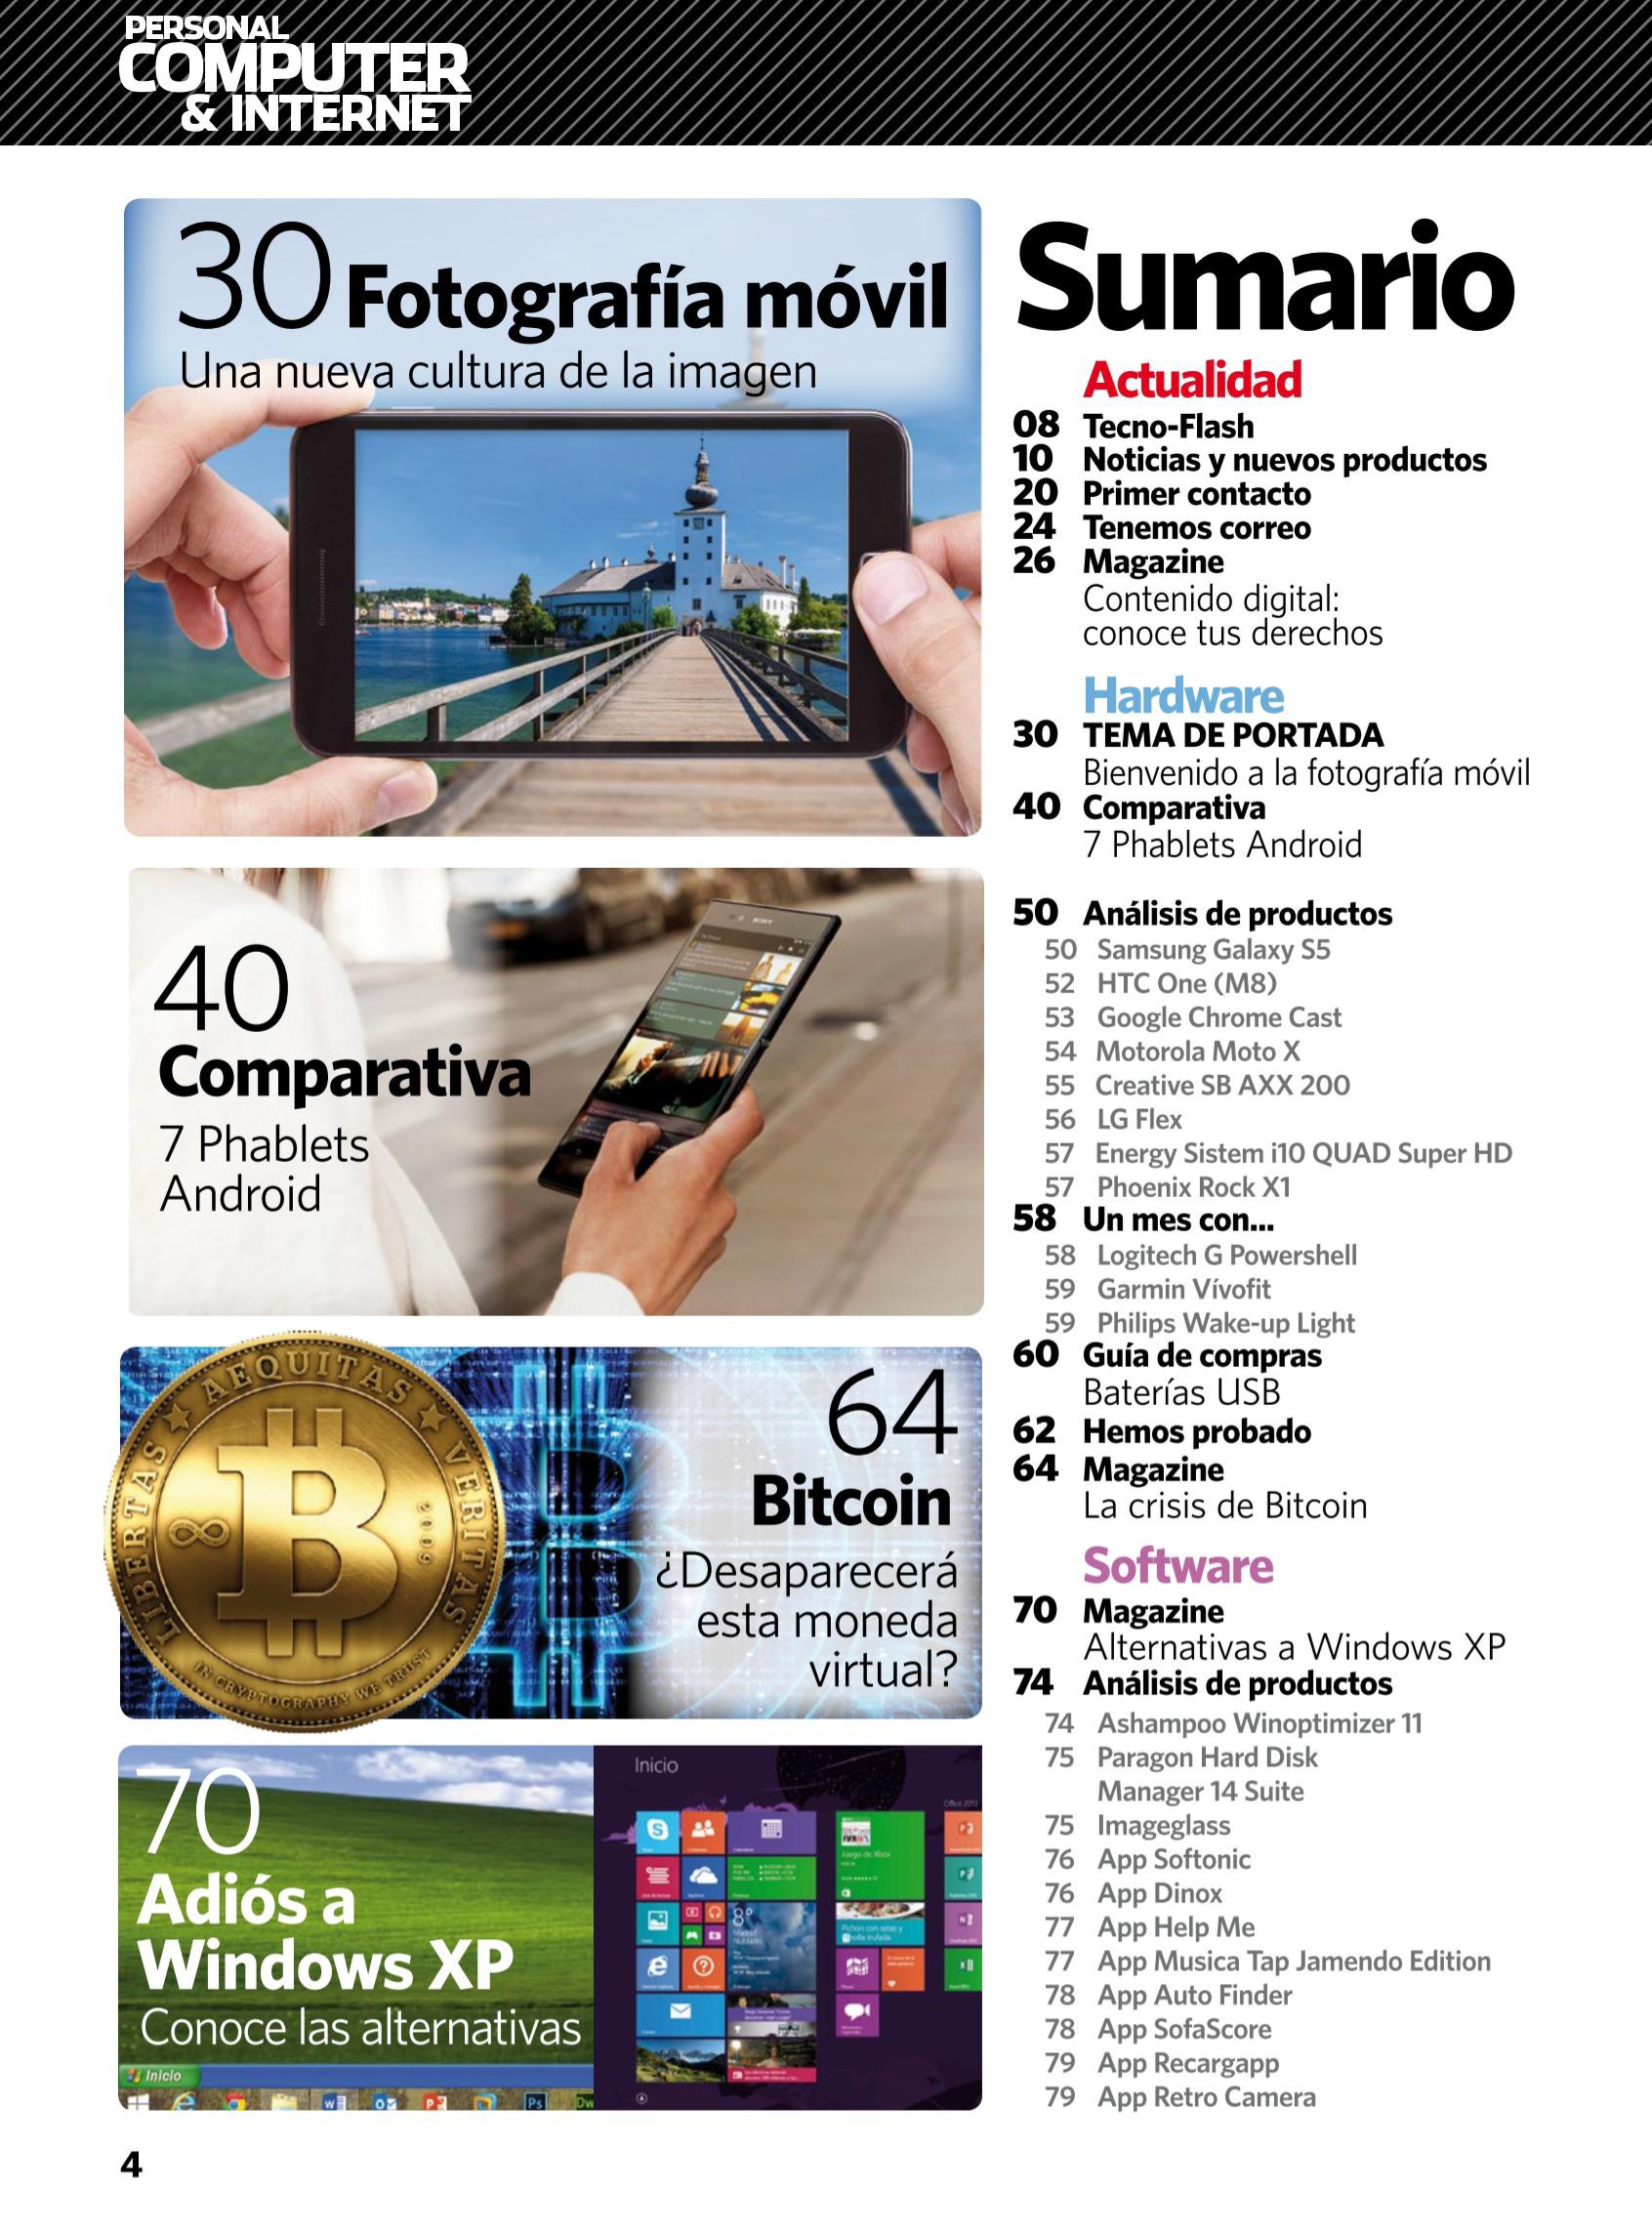 PERSONAL
COMPUTER
& INTERNET
30 Fotografía móvil
Una nueva cultura de la imagen
40
Comparativa
7 Phablets
Android
SONY
64
Bitcoin
¿Desaparecerá
esta moneda
virtual?
LIBERTAS AEQUITAS VERITAS
2009
IN CRYPTOGRAPHY WE TRUST
70
Adiós a
Windows XP
Conoce las alternativas
Inicio
Inicio
Office 2013
Juego de Xbox
8°
Madrid
Ps
Dw
4
Sumario
Actualidad
08 Tecno-Flash
10 Noticias y nuevos productos
20 Primer contacto
24 Tenemos correo
26 Magazine
Contenido digital:
conoce tus derechos
Hardware
30 TEMA DE PORTADA
Bienvenido a la fotografía móvil
40 Comparativa
7 Phablets Android
50 Análisis de productos
50 Samsung Galaxy S5
52 HTC One (M8)
53 Google Chrome Cast
54 Motorola Moto X
55 Creative SB AXX 200
56 LG Flex
57 Energy Sistem i10 QUAD Super HD
57 Phoenix Rock X1
58 Un mes con...
58 Logitech G Powershell
59 Garmin Vívofit
59 Philips Wake-up Light
60 Guía de compras
Baterías USB
62 Hemos probado
64 Magazine
La crisis de Bitcoin
Software
70 Magazine
Alternativas a Windows XP
74 Análisis de productos
74 Ashampoo Winoptimizer 11
75 Paragon Hard Disk
Manager 14 Suite
75 Imageglass
76 App Softonic
76 App Dinox
77 App Help Me
77 App Musica Tap Jamendo Edition
78 App Auto Finder
78 App SofaScore
79 App Recargapp
79 App Retro Camera